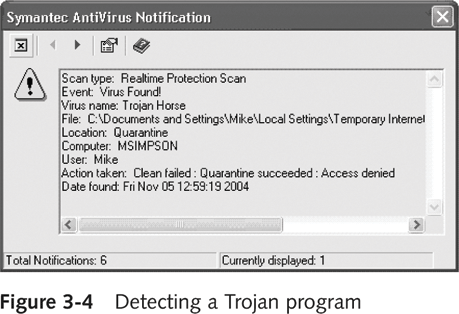 Symantec AntiVirus Notification
Scan type: Realtime Protection Scan
Event: Virus Found!
Virus name: Trojan Horse
File: C:\Documents and Settings\Mike\Local Settings\Temporary Internet
Location: Quarantine
Computer: MSIMPSON
User: Mike
Action taken: Clean failed : Quarantine succeeded : Access denied
Date found: Fri Nov 05 12:59:19 2004
Total Notifications: 6
Currently displayed: 1
Figure 3-4 Detecting a Trojan program